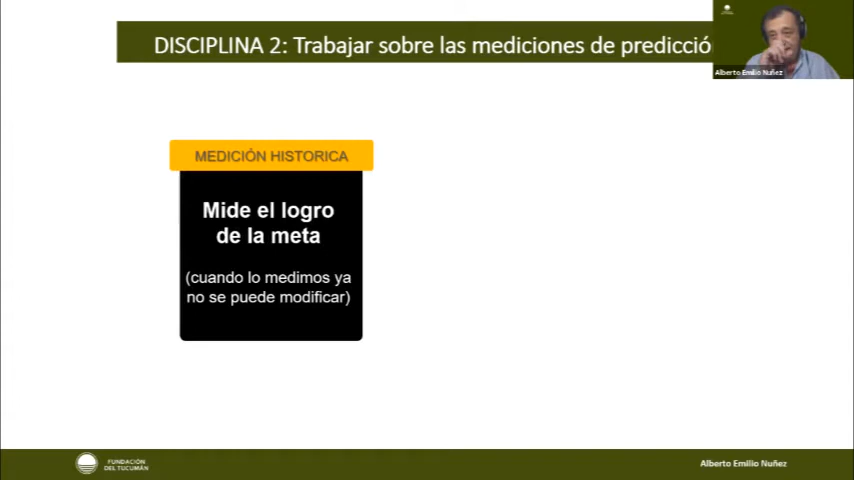 DISCIPLINA 2: Trabajar sobre las mediciones de predicció
Alberto Emilio Nuñez
MEDICIÓN HISTORICA
Mide el logro
de la meta
(cuando lo medimos ya
no se puede modificar)
FUNDACIÓN
DEL TUCUMÁN
Alberto Emilio Nuñez